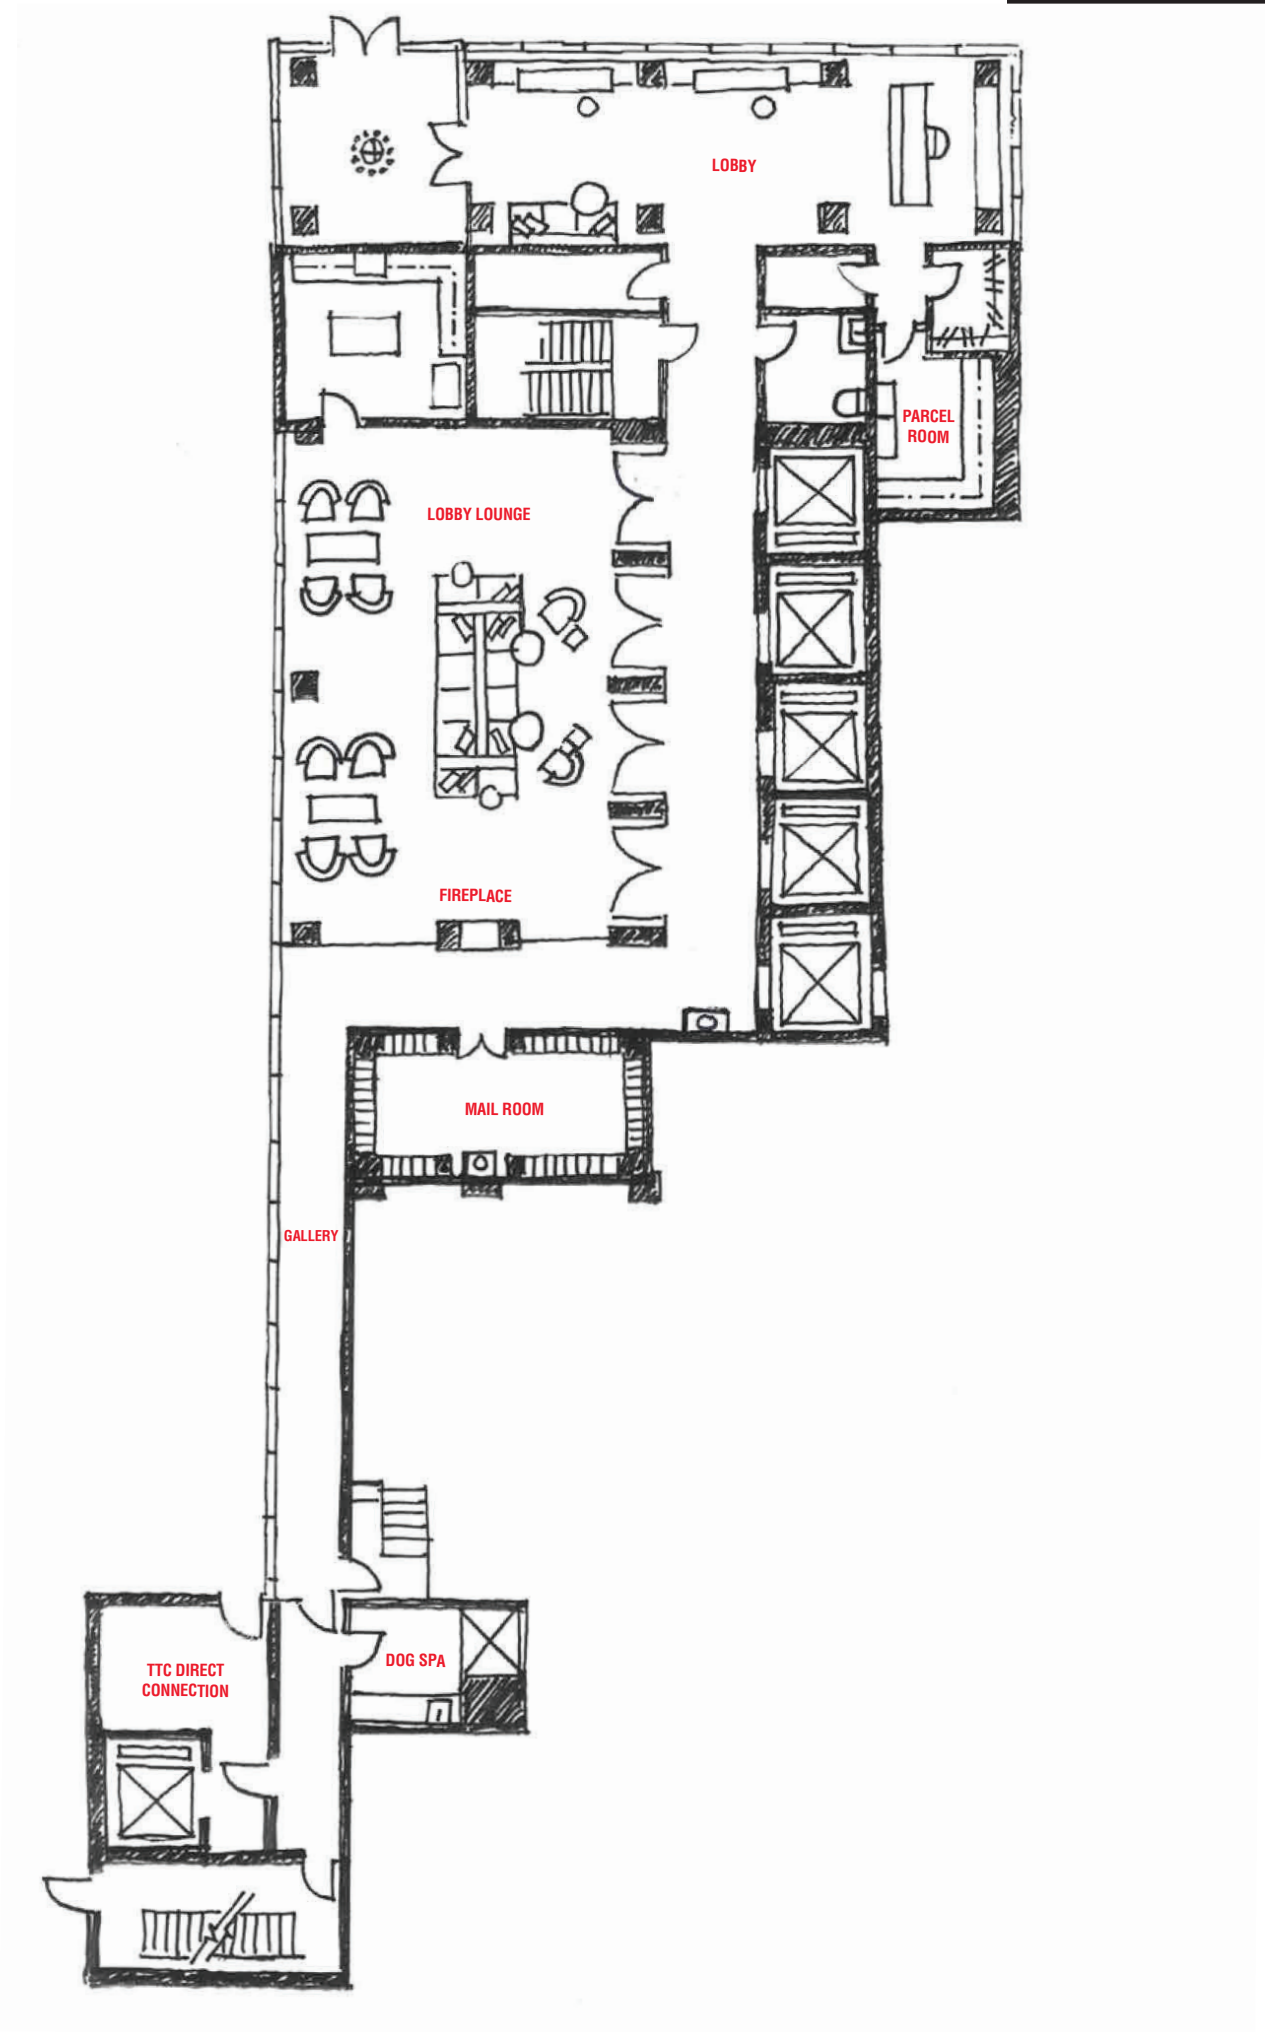 LOBBY
PARCEL
ROOM
LOBBY LOUNGE
FIREPLACE
MAIL ROOM
GALLERY
DOG SPA
TTC DIRECT
CONNECTION